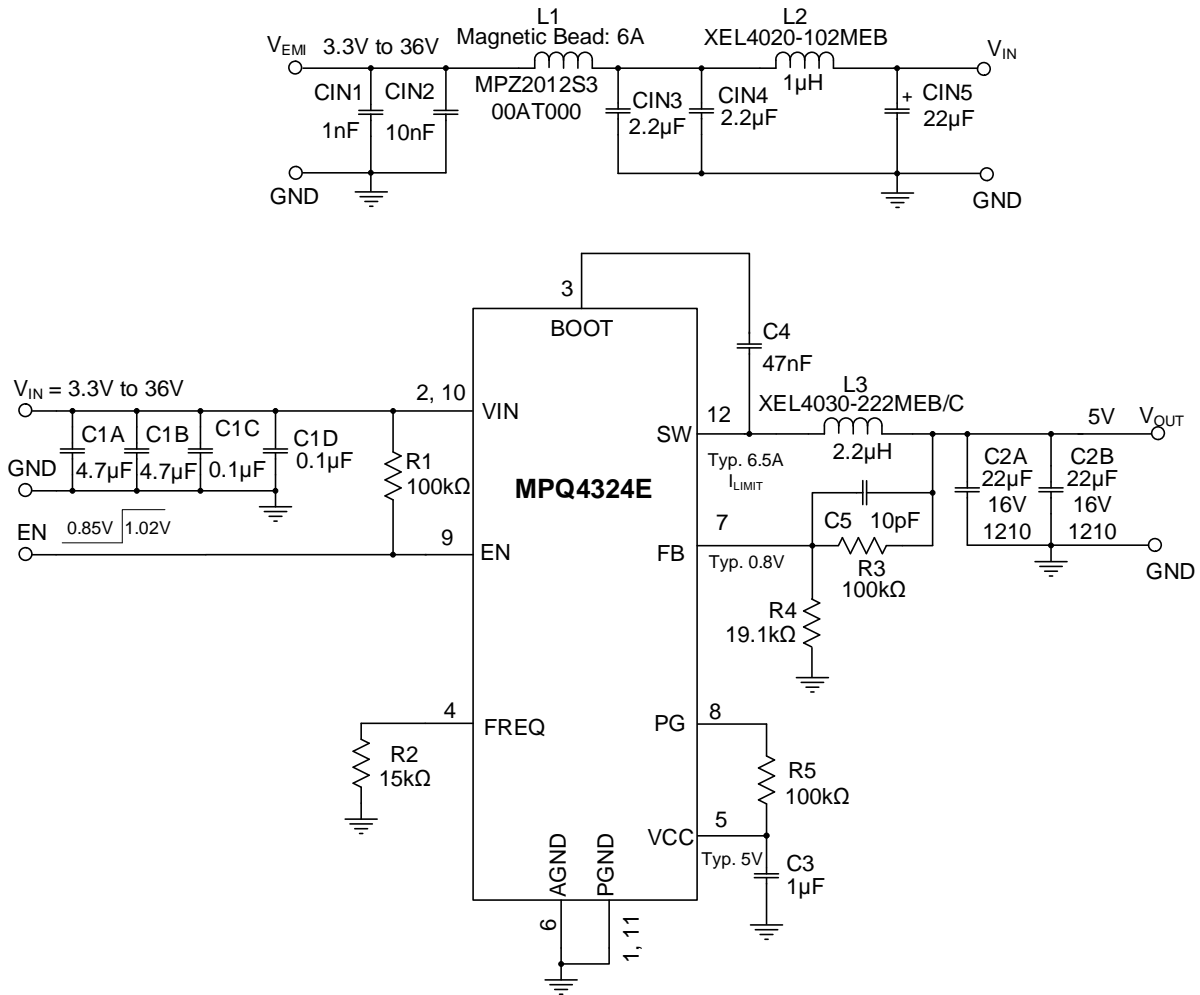 L1
Magnetic Bead: 6A
MPZ2012S3
00AT000
L2
XEL4020-102MEB
1µH
VEMI 3.3V to 36V
VIN
CIN1
1nF
CIN2
10nF
CIN3
2.2µF
CIN4
2.2µF
+
CIN5
22µF
GND
GND
3
BOOT
C4
47nF
VIN = 3.3V to 36V
2, 10
VIN
C1A
4.7µF
C1B
4.7µF
C1C
0.1µF
C1D
0.1µF
GND
R1
100kΩ
EN
0.85V
1.02V
9
EN
MPQ4324E
SW
12
Typ. 6.5A
ILIMIT
L3
XEL4030-222MEB/C
2.2µH
5V
VOUT
C2A
22µF
16V
1210
C2B
22µF
16V
1210
GND
7
FB
Typ. 0.8V
C5
10pF
R3
100kΩ
R4
19.1kΩ
4
FREQ
R2
15kΩ
PG
8
R5
100kΩ
VCC
5
Typ. 5V
C3
1µF
AGND
PGND
6
1, 11